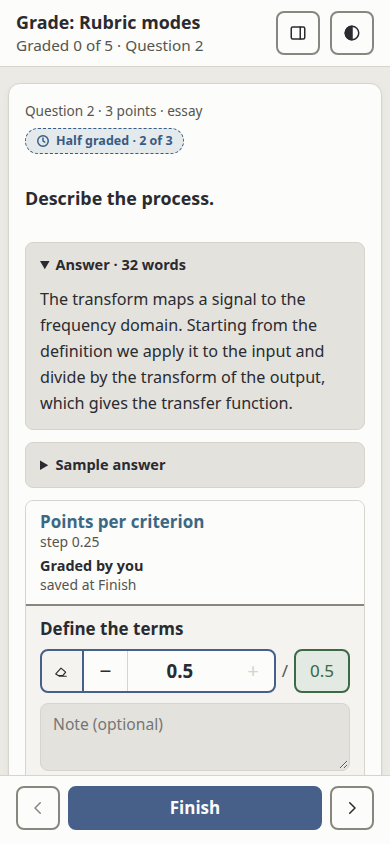 Grade: Rubric modes
Graded 0 of 5 · Question 2
Question 2 · 3 points · essay
Half graded · 2 of 3
Describe the process.
Answer · 32 words
The transform maps a signal to the
frequency domain. Starting from the
definition we apply it to the input and
divide by the transform of the output,
which gives the transfer function.
Sample answer
Points per criterion
step 0.25
Graded by you
saved at Finish
Define the terms
− 0.5 + / 0.5
Note (optional)
Finish